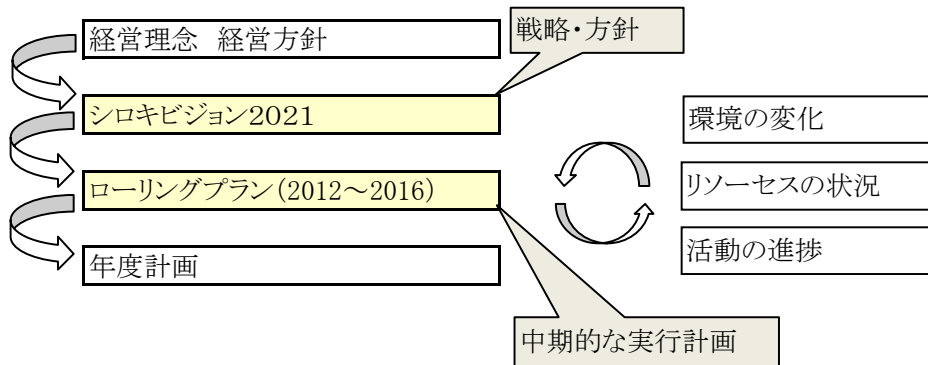 経営理念　経営方針
戦略・方針
シロキビジョン２０２１
環境の変化
ローリングプラン（2012～2016）
リソーセスの状況
年度計画
活動の進捗
中期的な実行計画